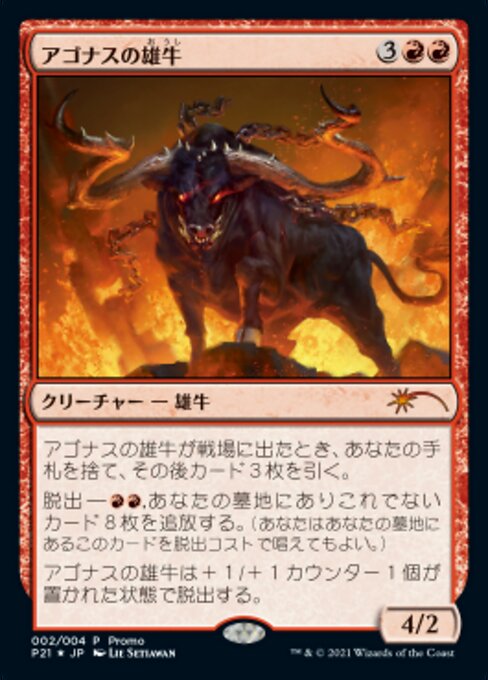 アゴナスの雄牛
おうし
3
クリーチャー — 雄牛
アゴナスの雄牛が戦場に出たとき、あなたの手
札を捨て、その後カード３枚を引く。
脱出―,あなたの墓地にありこれでない
カード８枚を追放する。（あなたはあなたの墓地に
あるこのカードを脱出コストで唱えてもよい。）
アゴナスの雄牛は＋１/＋１カウンター１個が
置かれた状態で脱出する。
4/2
002/004 P Promo
P21 ★ JP Lie Setiawan
™ & © 2021 Wizards of the Coast